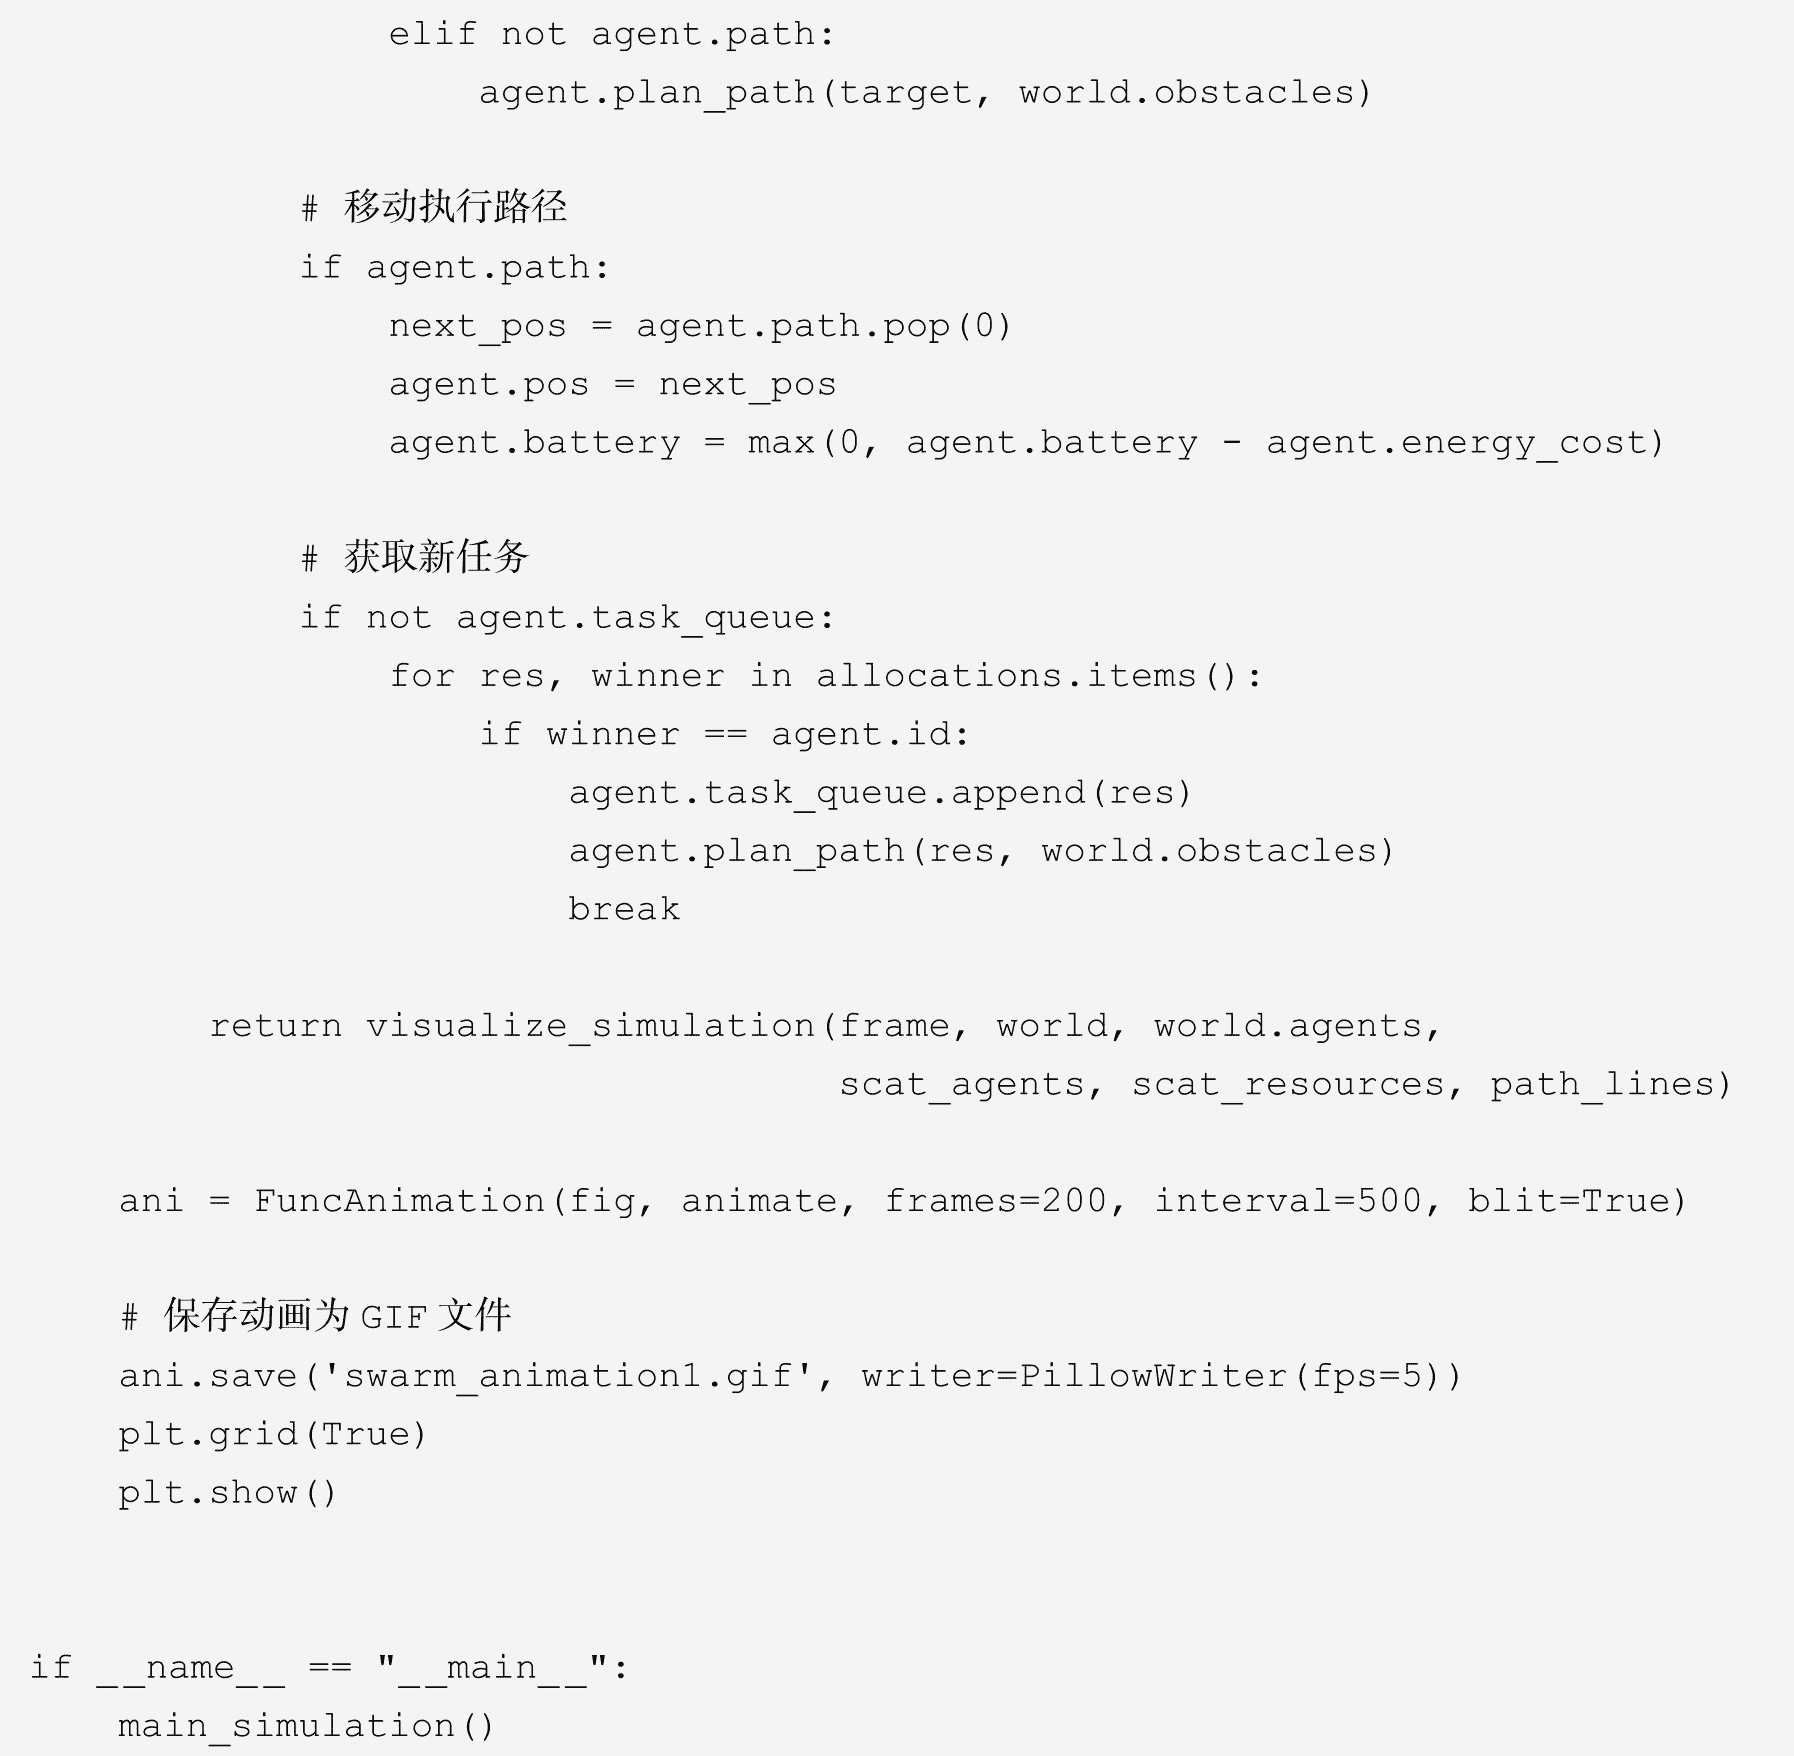 elif not agent.path:
                    agent.plan_path(target, world.obstacles)

            # 移动执行路径
            if agent.path:
                next_pos = agent.path.pop(0)
                agent.pos = next_pos
                agent.battery = max(0, agent.battery - agent.energy_cost)

            # 获取新任务
            if not agent.task_queue:
                for res, winner in allocations.items():
                    if winner == agent.id:
                        agent.task_queue.append(res)
                        agent.plan_path(res, world.obstacles)
                        break

        return visualize_simulation(frame, world, world.agents,
                                    scat_agents, scat_resources, path_lines)

    ani = FuncAnimation(fig, animate, frames=200, interval=500, blit=True)

    # 保存动画为 GIF 文件
    ani.save('swarm_animation1.gif', writer=PillowWriter(fps=5))
    plt.grid(True)
    plt.show()


if __name__ == "__main__":
    main_simulation()